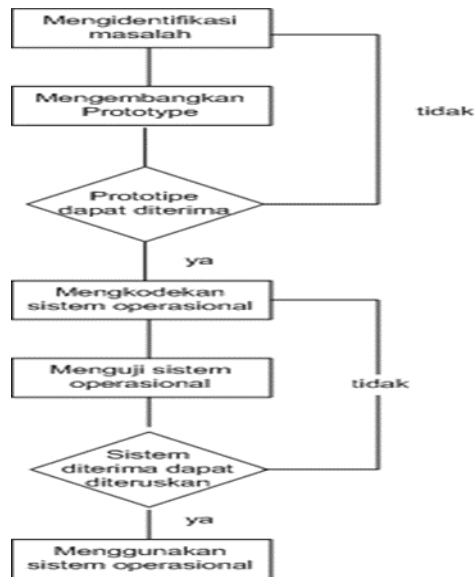 Mengidentifikasi
masalah
Mengembangkan
Prototype
tidak
Prototipe
dapat diterima
ya
Mengkodekan
sistem operasional
Menguji sistem
operasional
tidak
Sistem
diterima dapat
diteruskan
ya
Menggunakan
sistem operasional